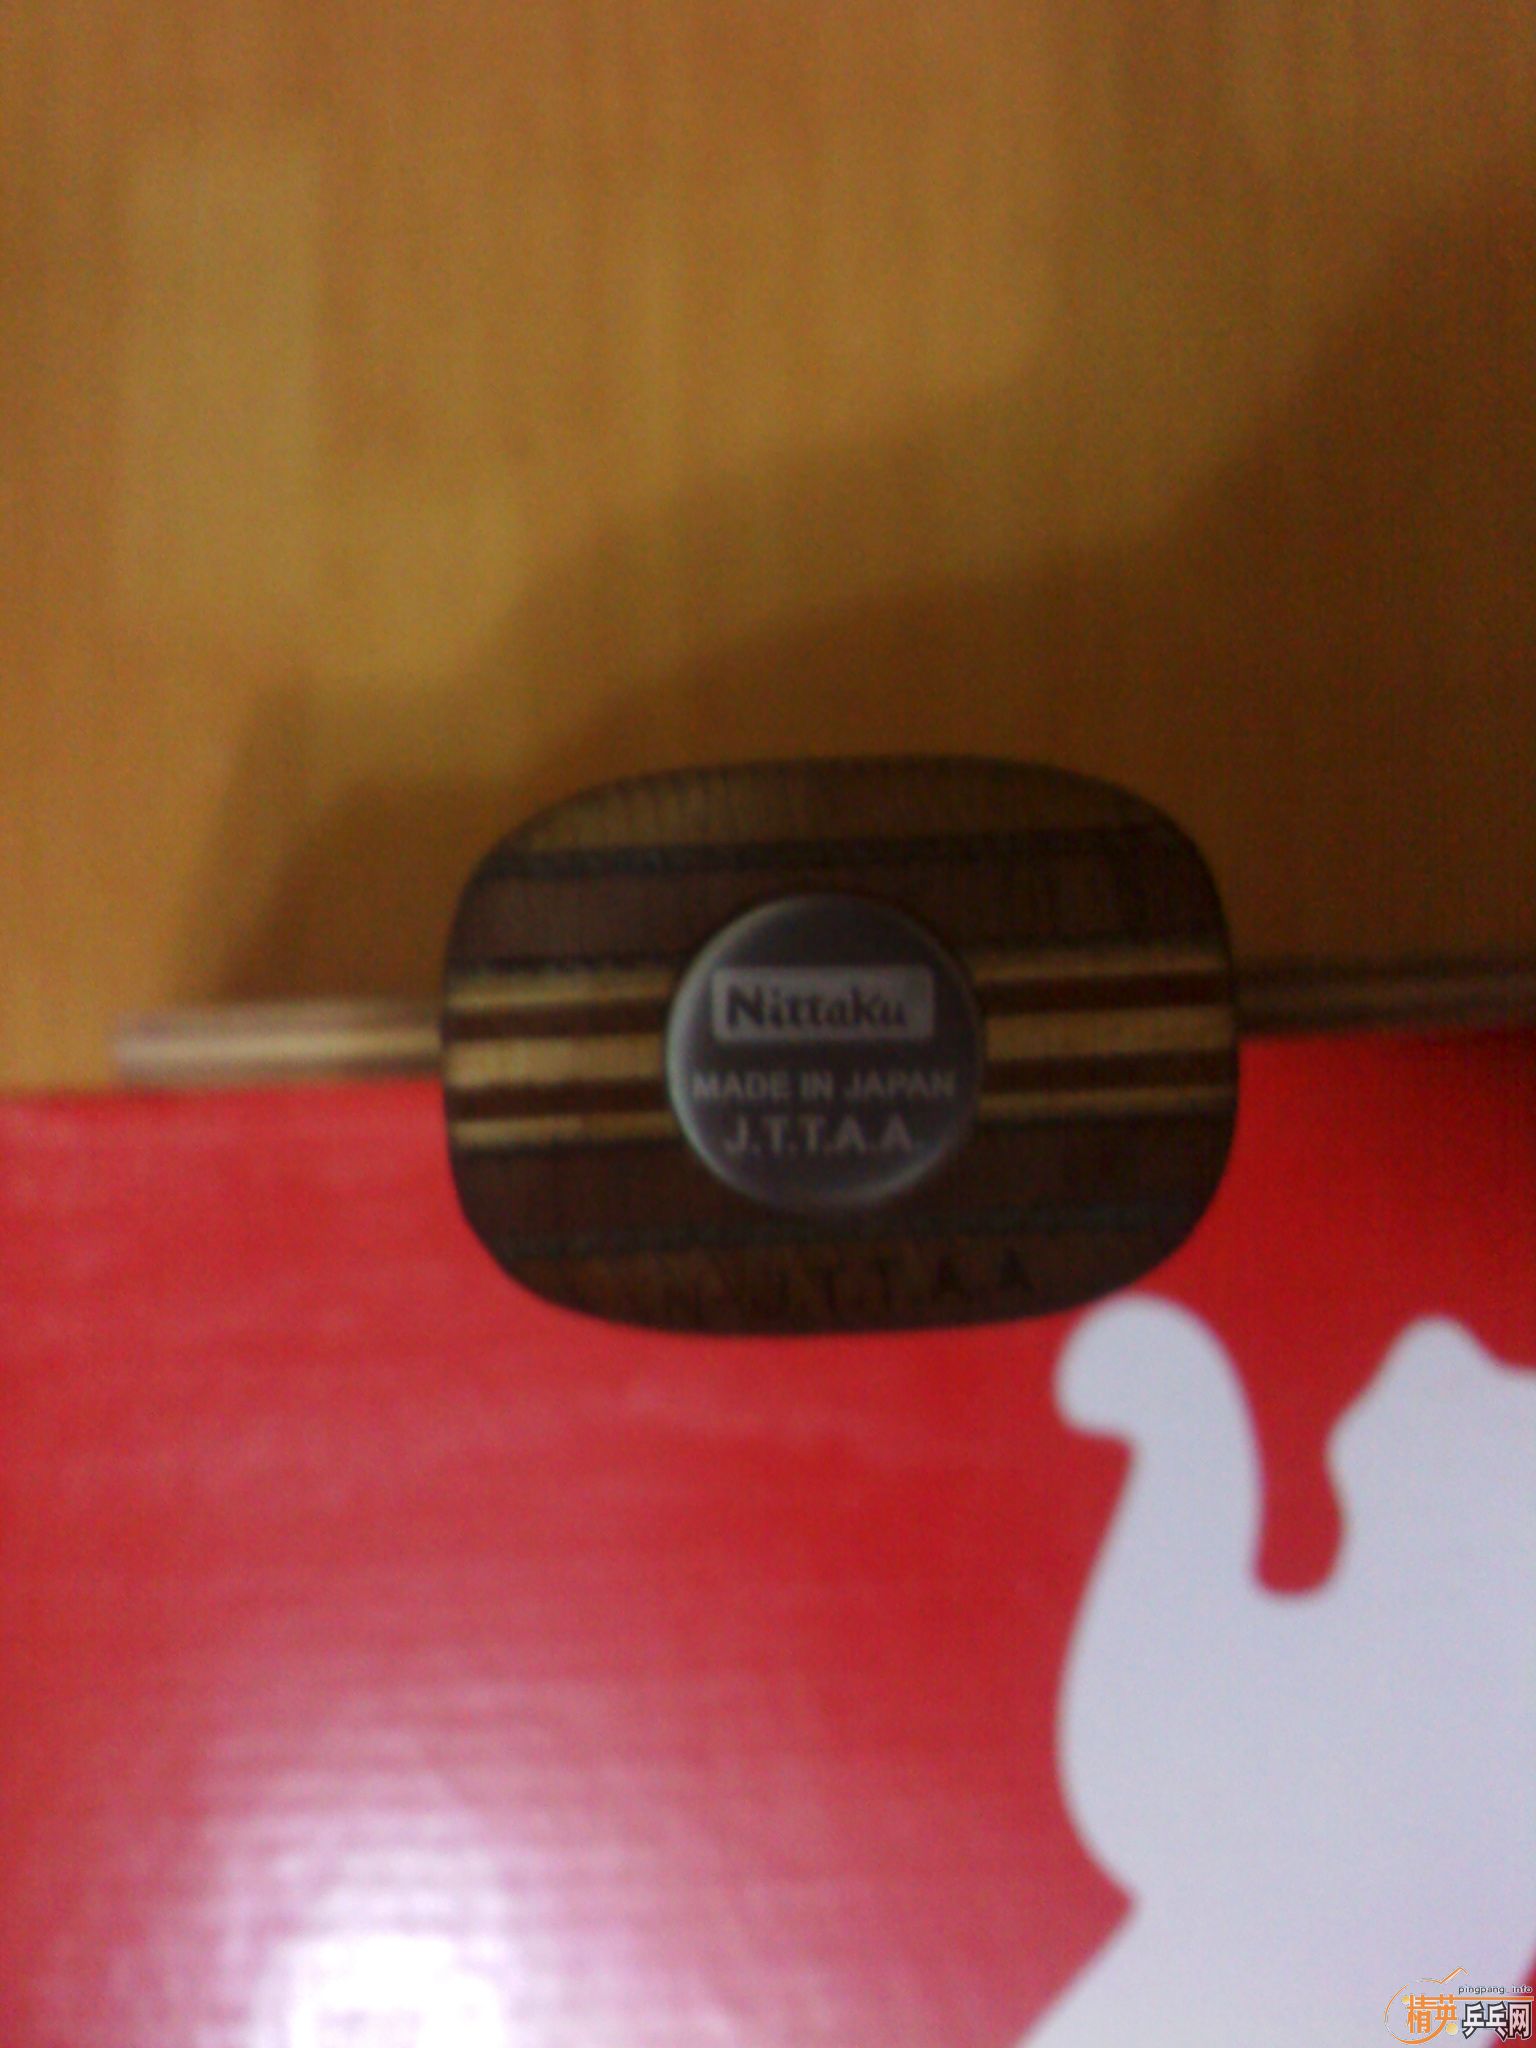 Nittaku
MADE IN JAPAN
J.T.T.A.A
J.T.T.A.A
pingpang.info
精英乒乓网